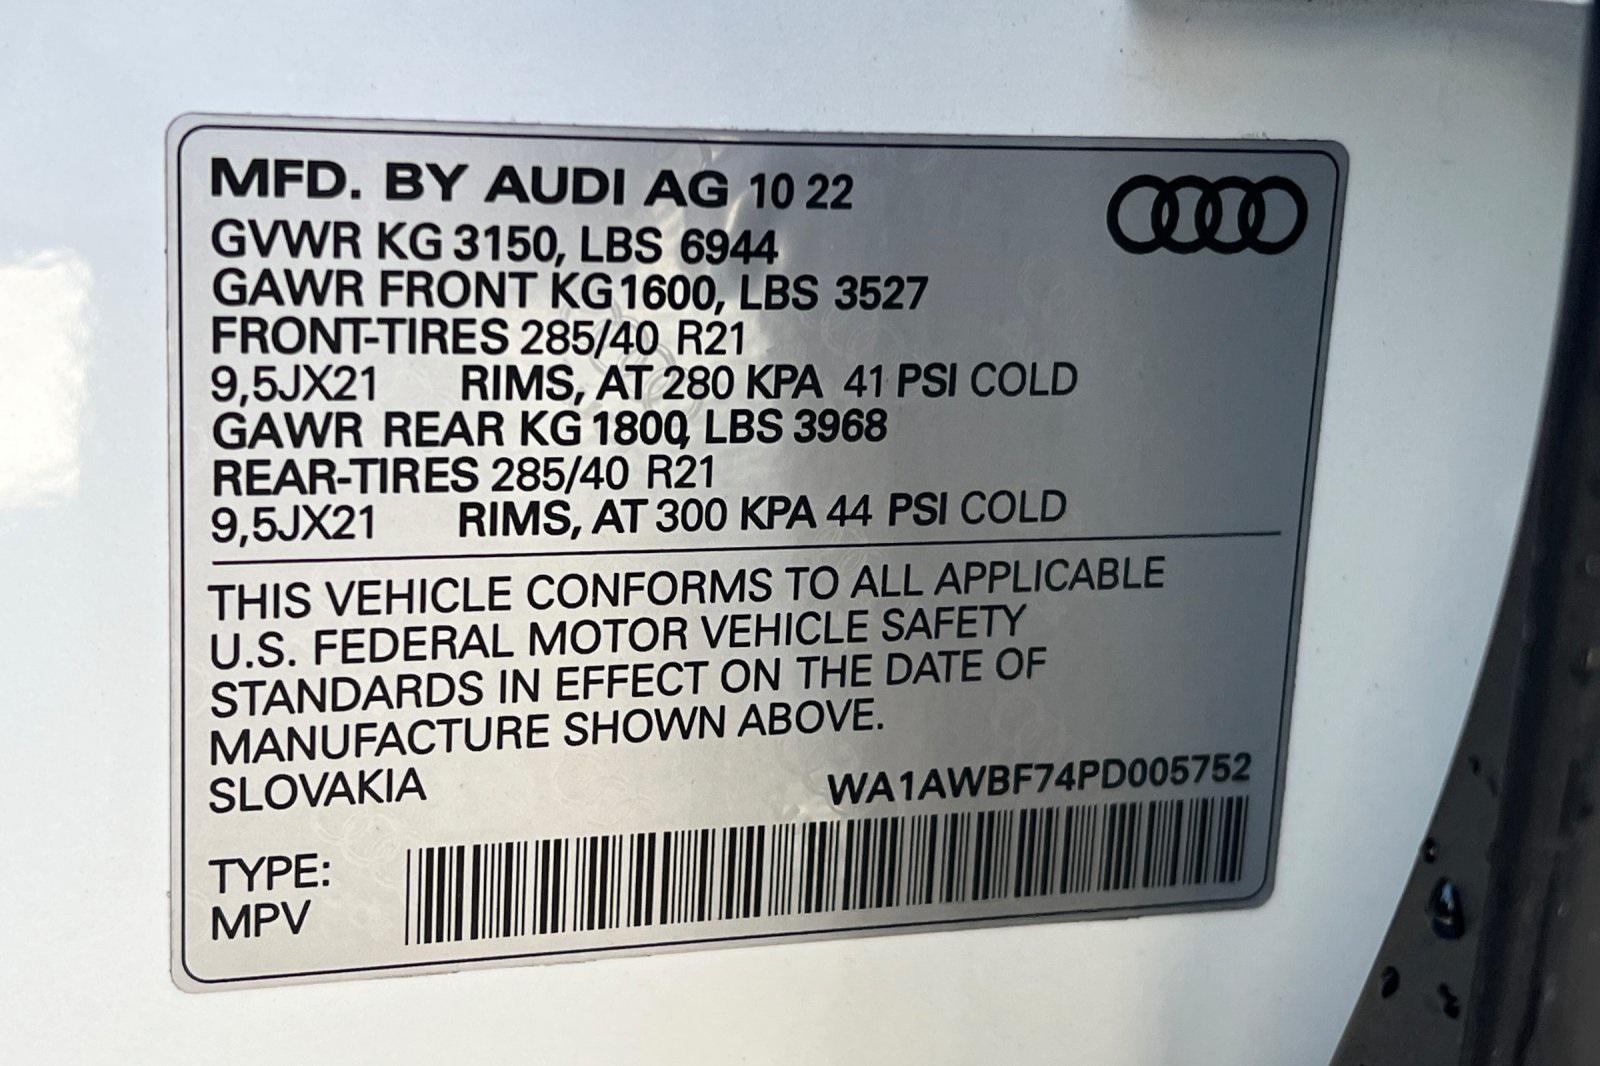 MFD. BY AUDI AG 10 22
GVWR KG 3150, LBS 6944
GAWR FRONT KG 1600, LBS 3527
FRONT-TIRES 285/40 R21
9,5JX21 RIMS, AT 280 KPA 41 PSI COLD
GAWR REAR KG 1800, LBS 3968
REAR-TIRES 285/40 R21
9,5JX21 RIMS, AT 300 KPA 44 PSI COLD
THIS VEHICLE CONFORMS TO ALL APPLICABLE
U.S. FEDERAL MOTOR VEHICLE SAFETY
STANDARDS IN EFFECT ON THE DATE OF
MANUFACTURE SHOWN ABOVE.
SLOVAKIA WA1AWBF74PD005752
TYPE:
MPV